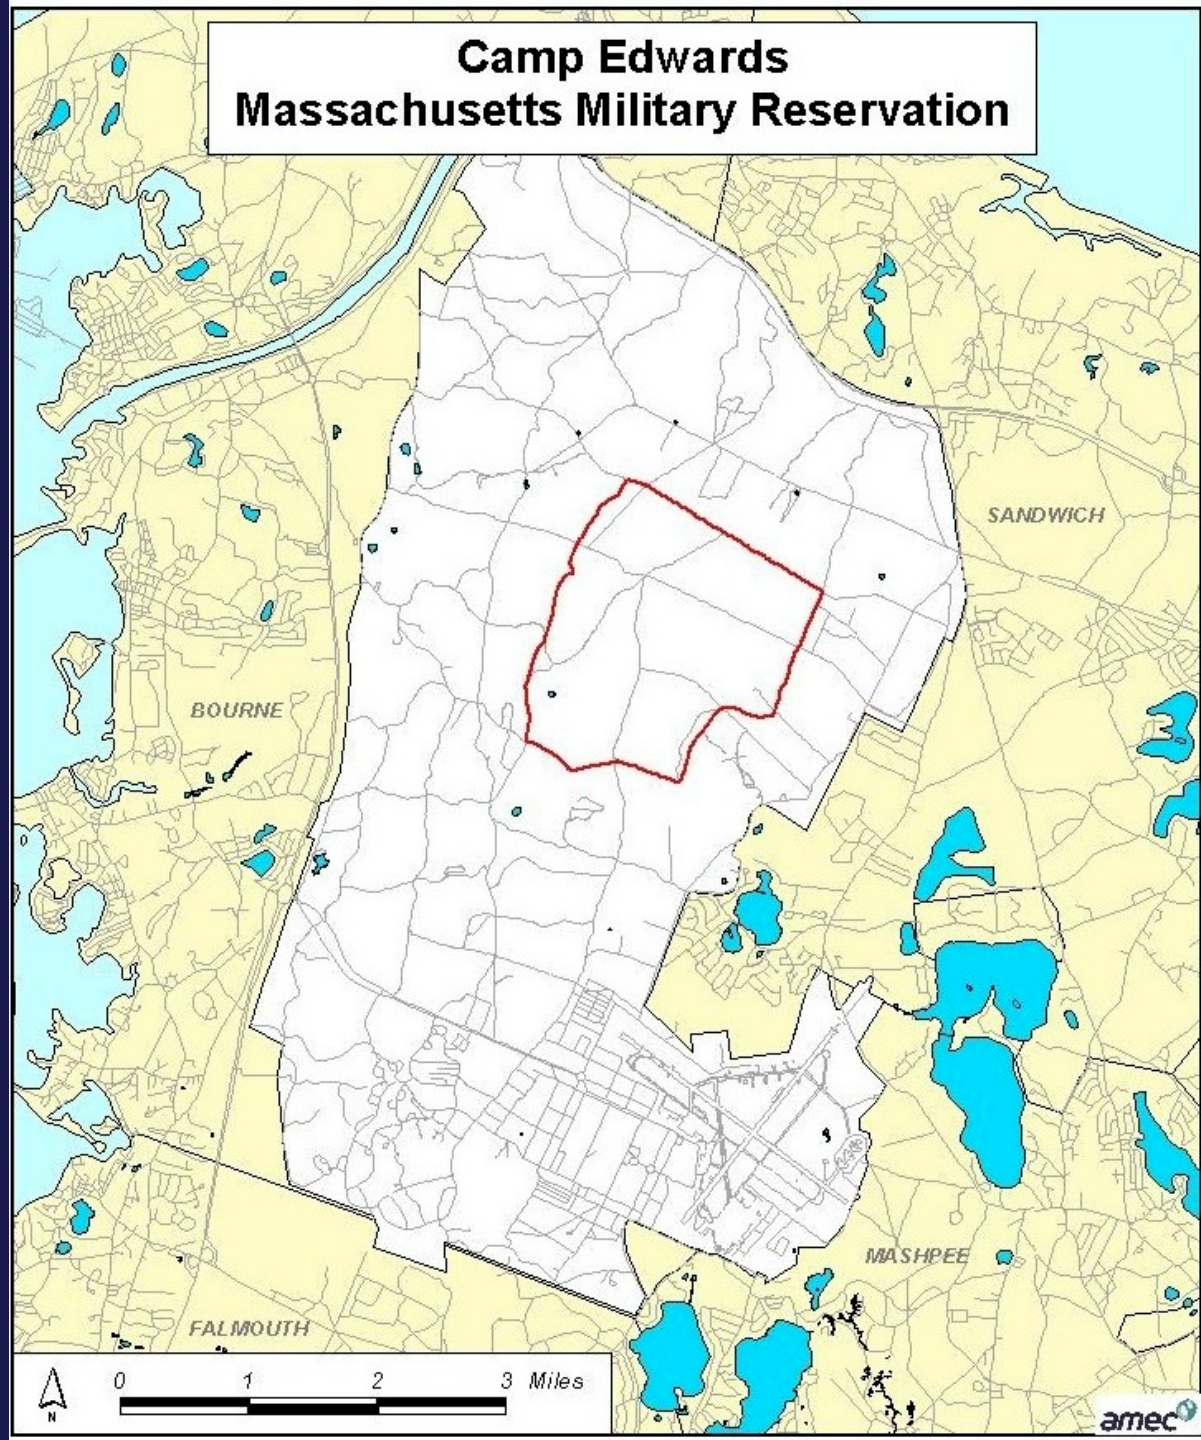 Camp Edwards
Massachusetts Military Reservation
SANDWICH
BOURNE
MASHPEE
FALMOUTH
0 1 2 3 Miles
N
amec